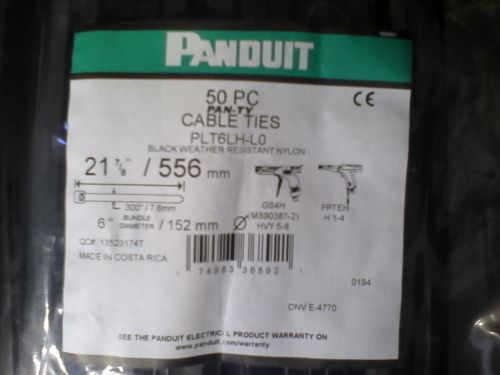 PANDUIT
50 PC
PAN-TY
CABLE TIES
PLT6LH-L0
BLACK WEATHER RESISTANT NYLON
CE
21 7/8" / 556 mm
.300" / 7.6mm
6" BUNDLE DIAMETER / 152 mm Ø
GS4H
(MS90387-2)
HVY 5-8
PPTEH
H 1-4
QC# 13523174T
MADE IN COSTA RICA
0 74983 36892 1
0194
DNV E-4770
SEE THE PANDUIT ELECTRICAL PRODUCT WARRANTY ON
www.panduit.com/warranty